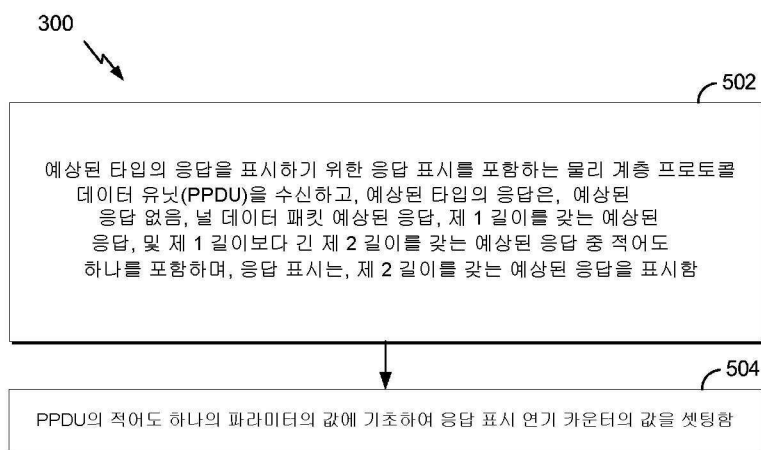 300
502
예상된 타입의 응답을 표시하기 위한 응답 표시를 포함하는 물리 계층 프로토콜
데이터 유닛(PPDU)을 수신하고, 예상된 타입의 응답은, 예상된
응답 없음, 널 데이터 패킷 예상된 응답, 제 1 길이를 갖는 예상된
응답, 및 제 1 길이보다 긴 제 2 길이를 갖는 예상된 응답 중 적어도
하나를 포함하며, 응답 표시는, 제 2 길이를 갖는 예상된 응답을 표시함
504
PPDU의 적어도 하나의 파라미터의 값에 기초하여 응답 표시 연기 카운터의 값을 셋팅함